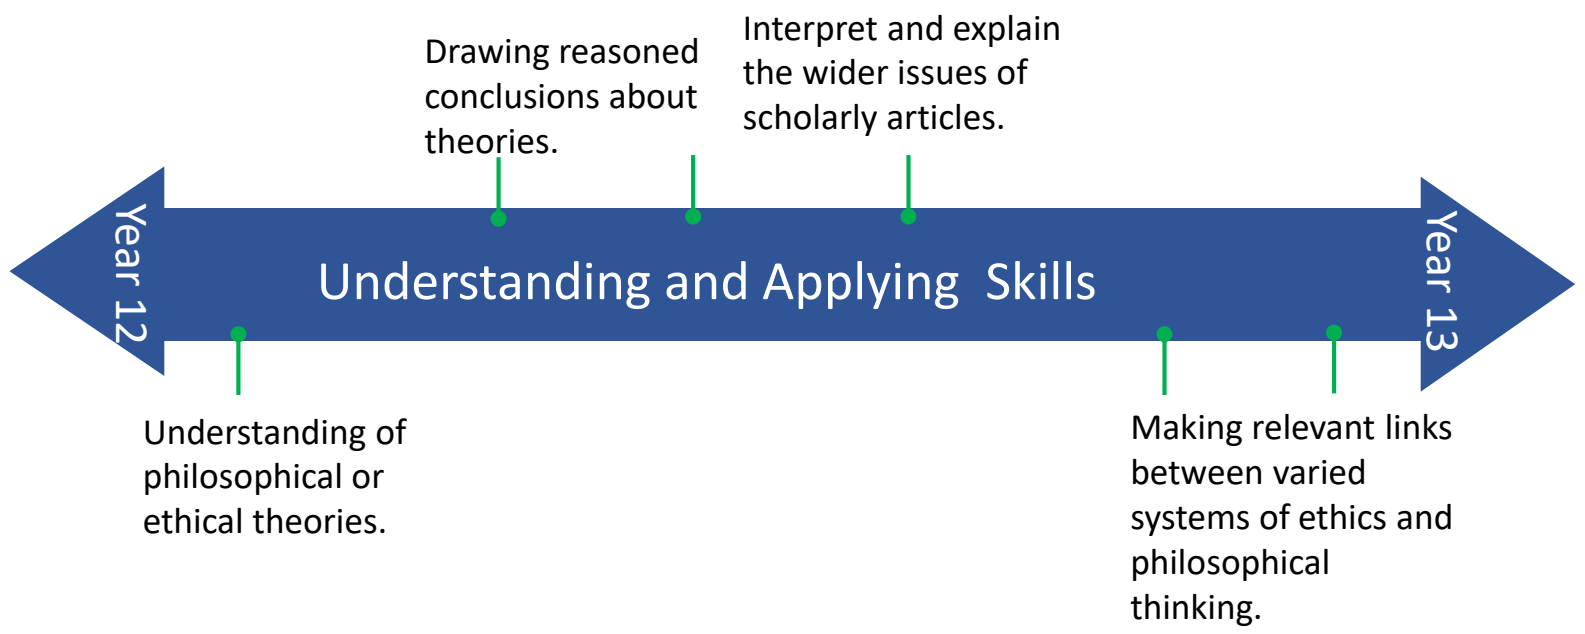 Drawing reasoned
conclusions about
theories.
Interpret and explain
the wider issues of
scholarly articles.
Year 12
Understanding and Applying  Skills
Year 13
Understanding of
philosophical or
ethical theories.
Making relevant links
between varied
systems of ethics and
philosophical
thinking.